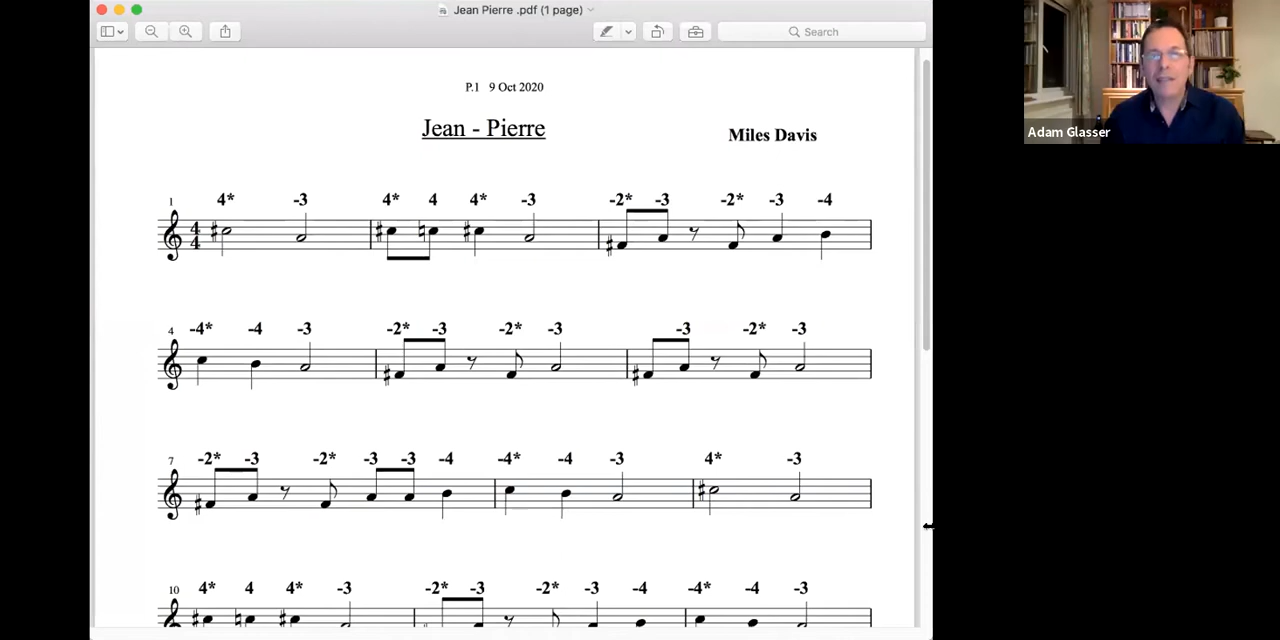 Jean Pierre .pdf (1 page)
Search
P.1 9 Oct 2020
Jean - Pierre
Miles Davis
Adam Glasser
1 4* -3 4* 4 4* -3 -2* -3 -2* -3 -4
4 -4* -4 -3 -2* -3 -2* -3 -3 -2* -3
7 -2* -3 -2* -3 -3 -4 -4* -4 -3 4* -3
10 4* 4 4* -3 -2* -3 -2* -3 -4 -4* -4 -3